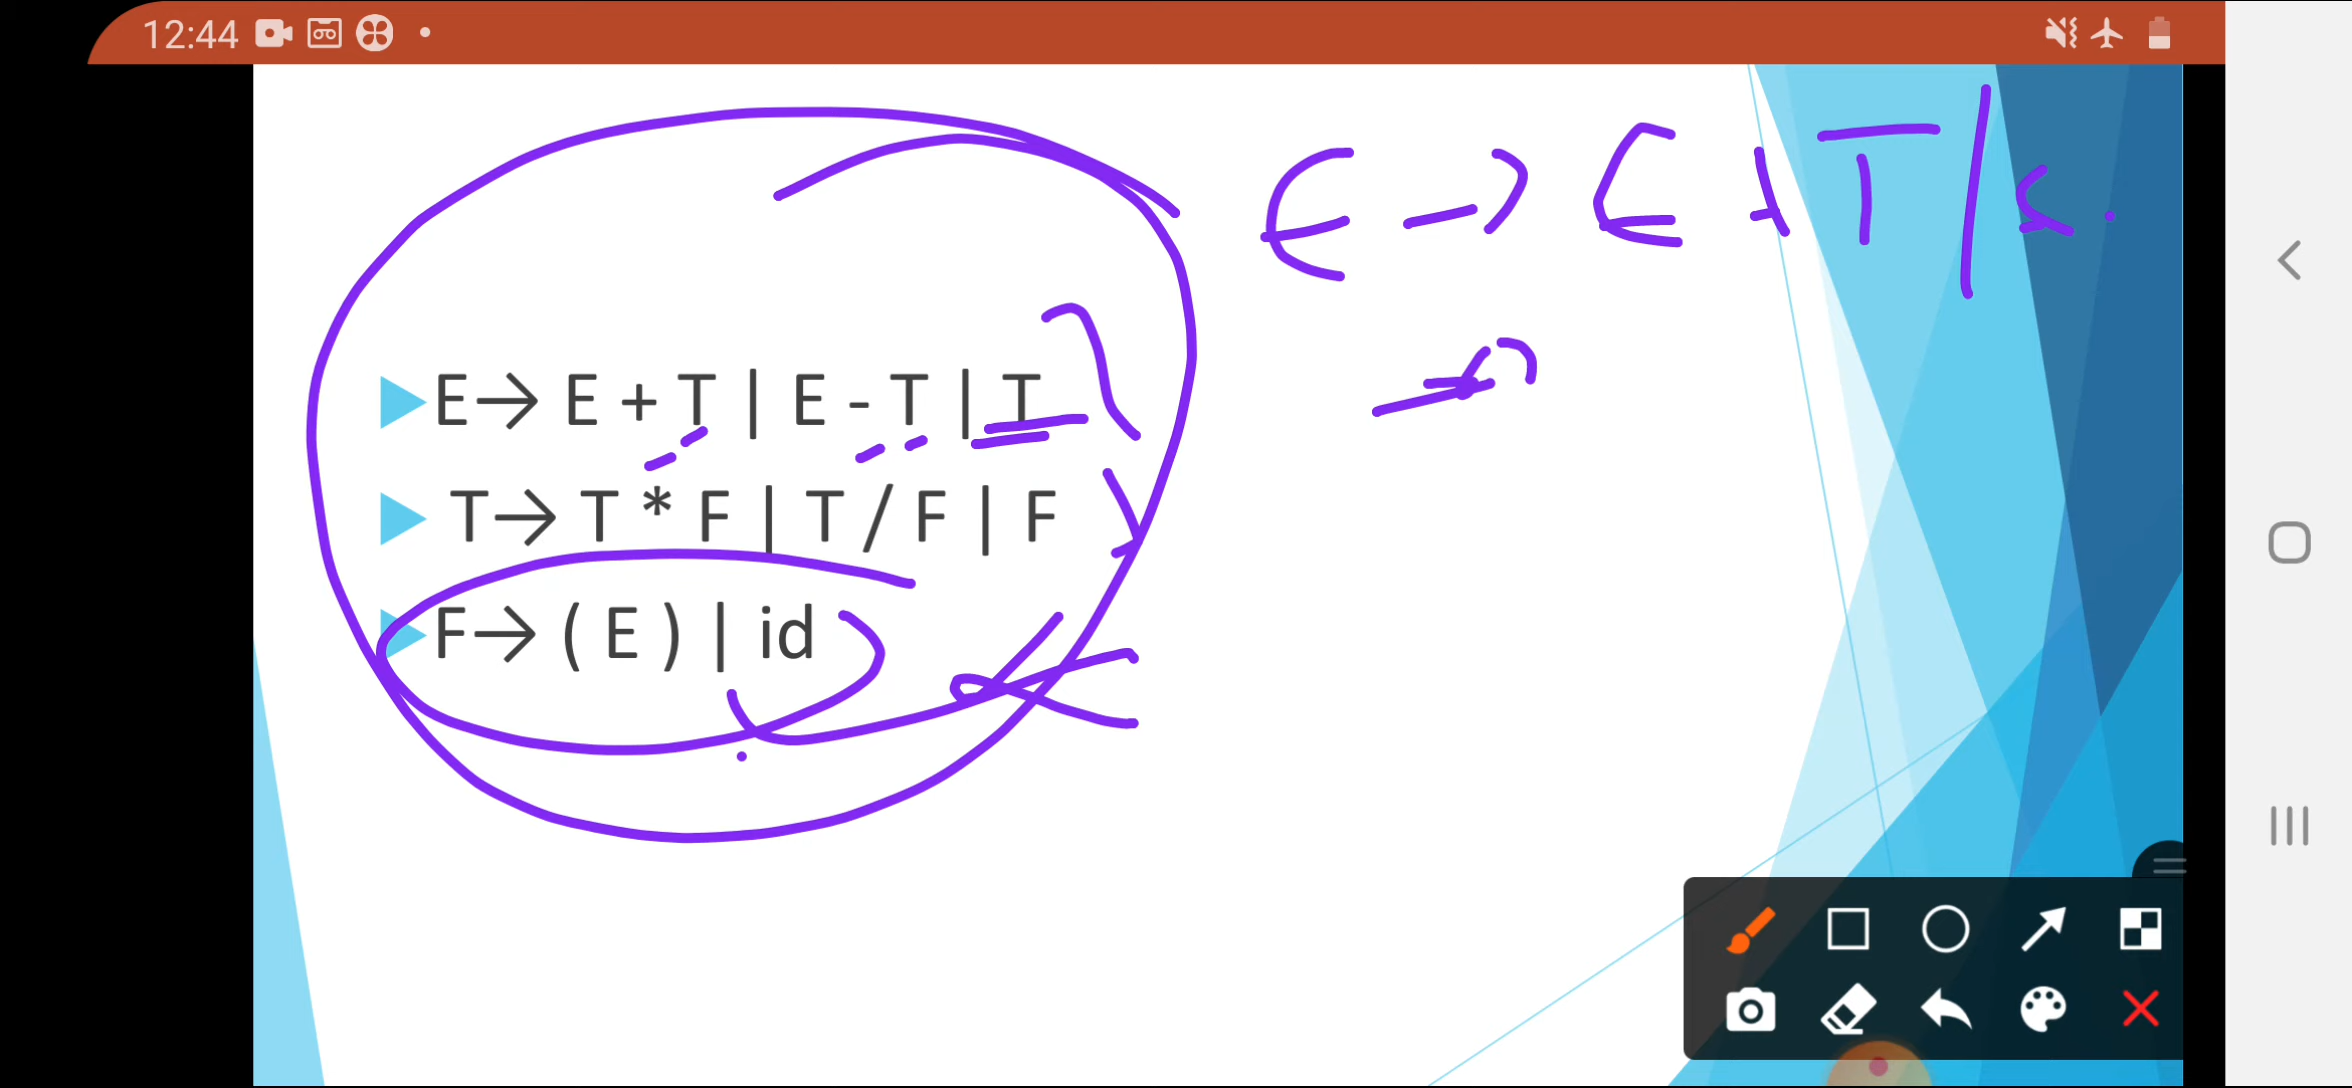 12:44
E → E + T |
E→ E + T | E - T | T
T→ T * F | T / F | F
F→ ( E ) | id